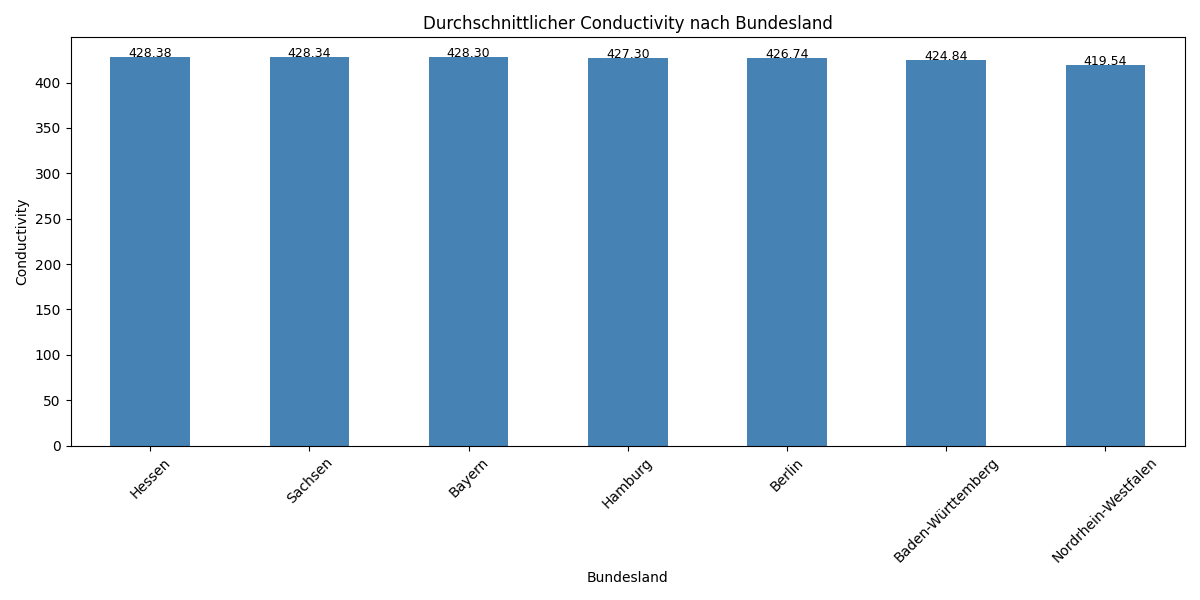 Durchschnittlicher Conductivity nach Bundesland
428.38 428.34 428.30 427.30 426.74 424.84 419.54
400
350
300
250
200
150
100
50
0
Conductivity
Hessen Sachsen Bayern Hamburg Berlin Baden-Württemberg Nordrhein-Westfalen
Bundesland